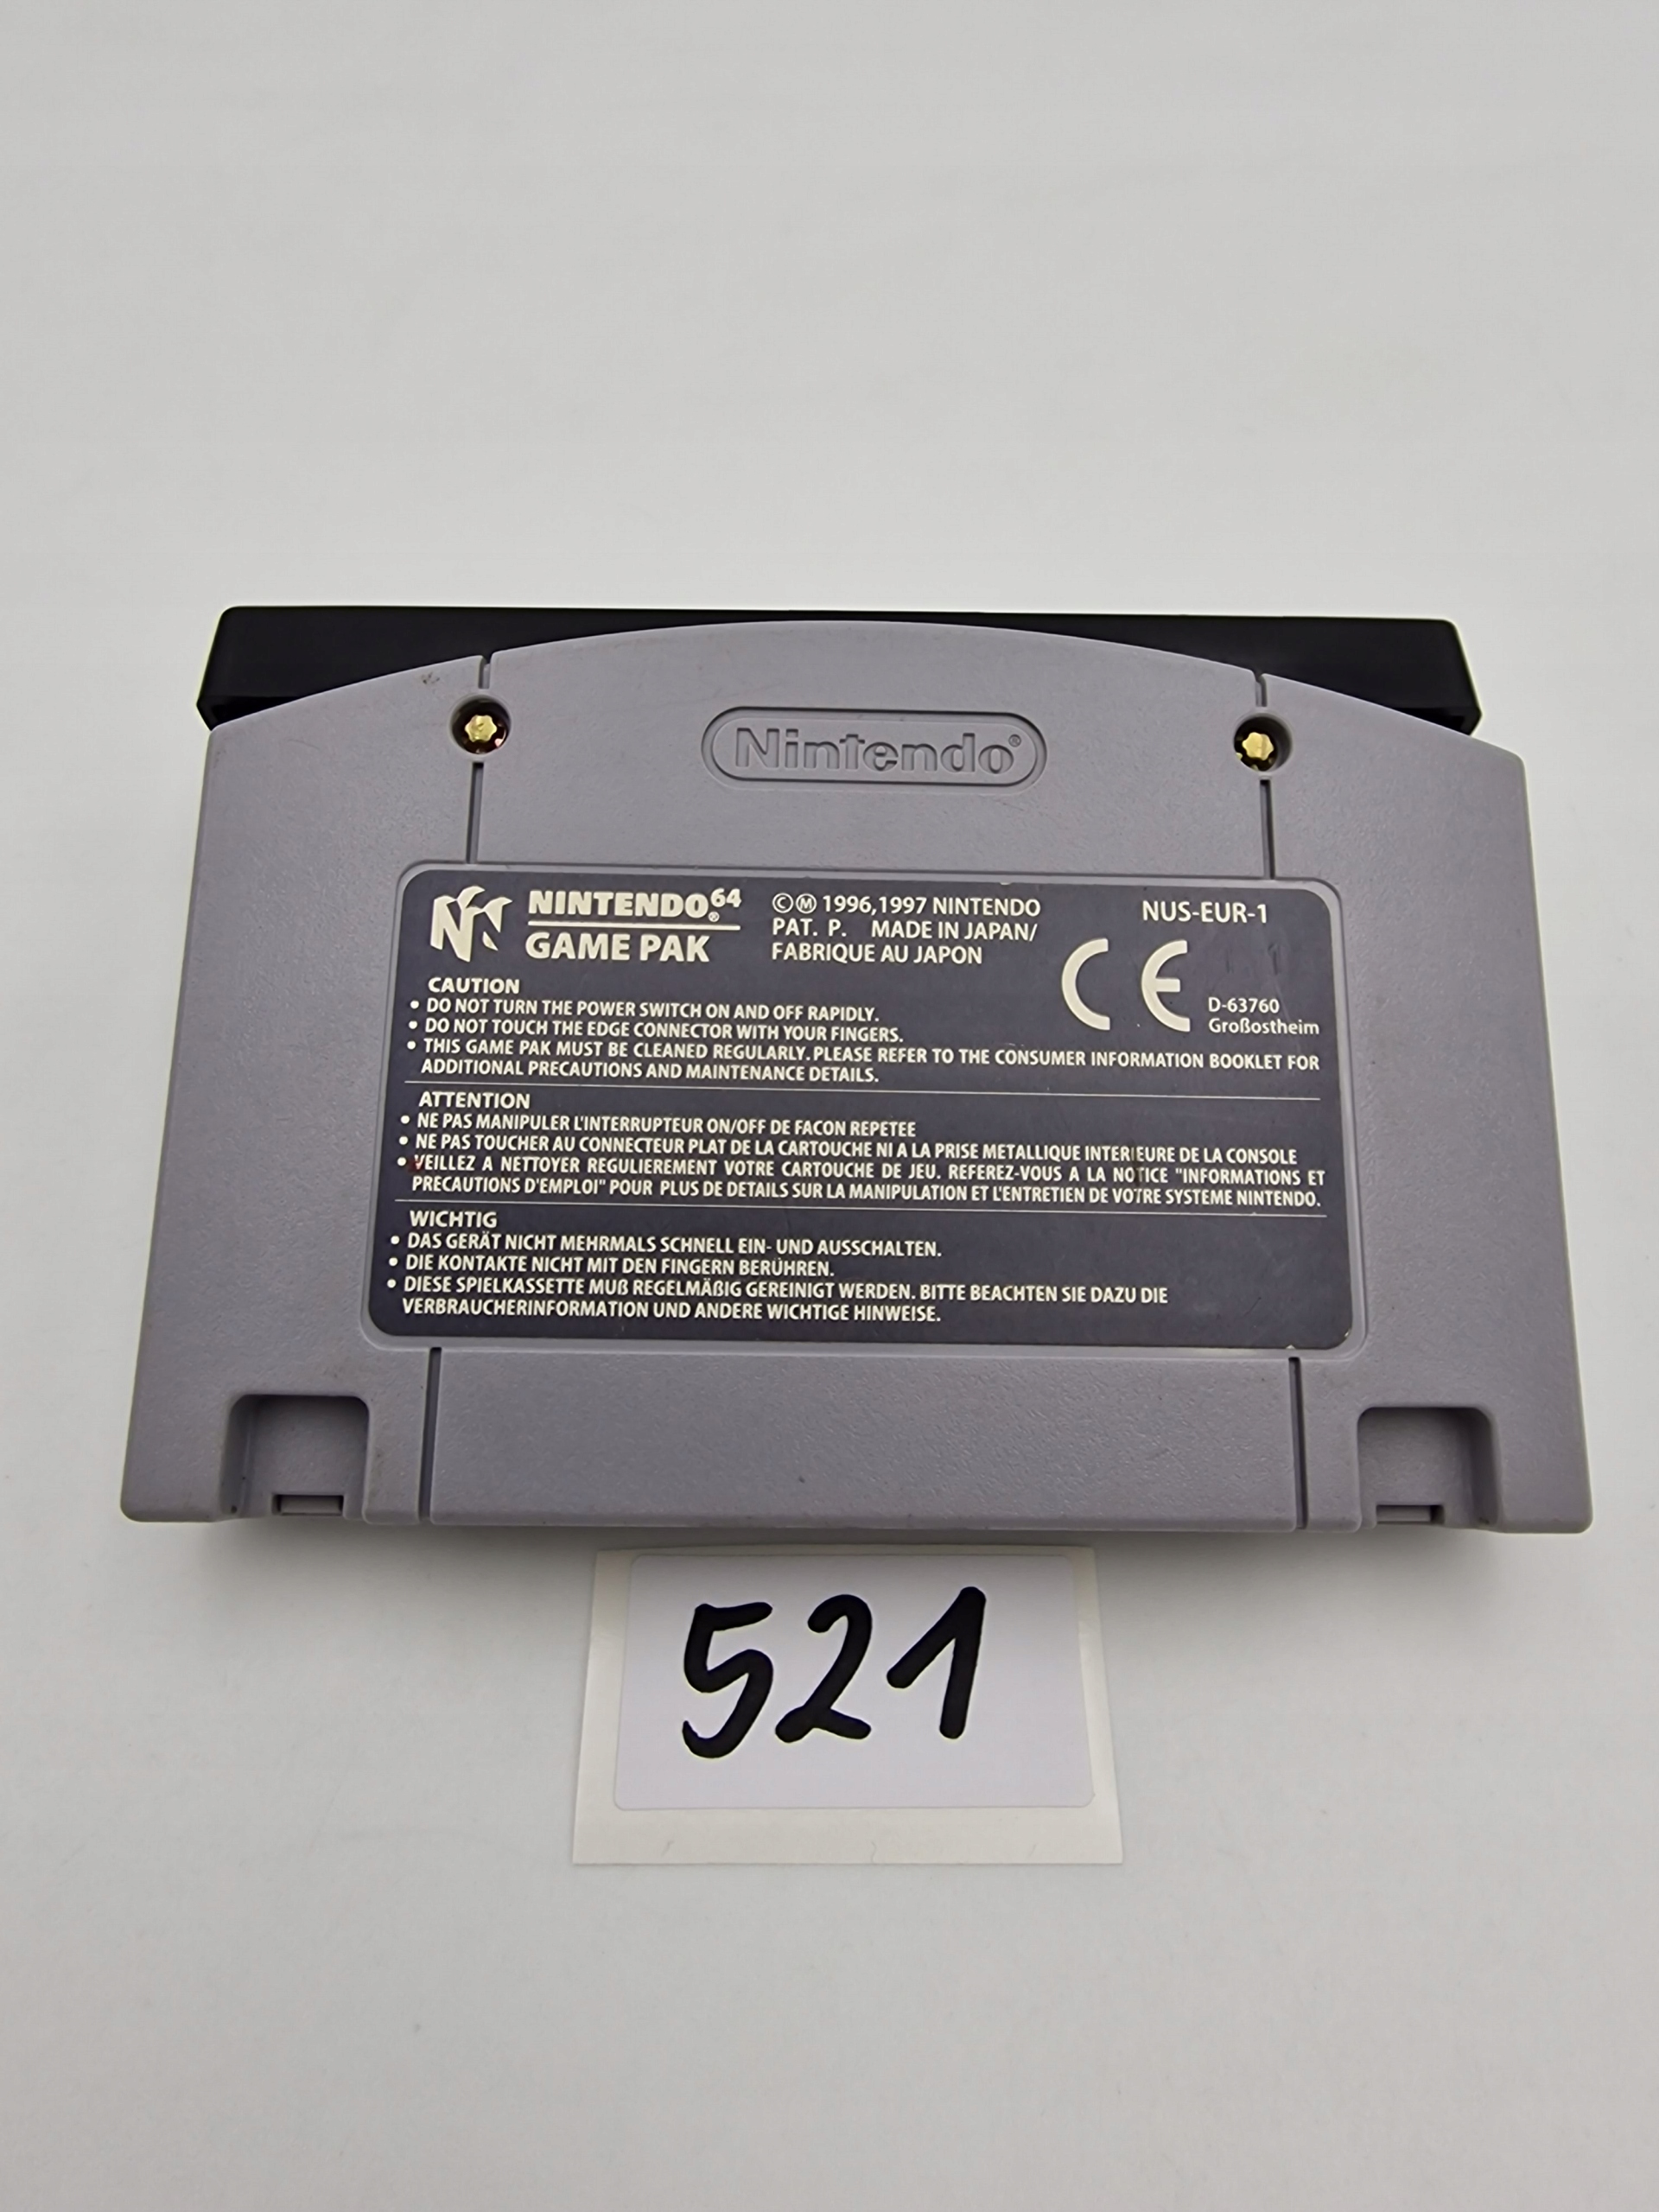 Nintendo®
NINTENDO64®
GAME PAK
©Ⓜ 1996,1997 NINTENDO
PAT. P. MADE IN JAPAN/
FABRIQUE AU JAPON
NUS-EUR-1
CE
D-63760
Großostheim
CAUTION
• DO NOT TURN THE POWER SWITCH ON AND OFF RAPIDLY.
• DO NOT TOUCH THE EDGE CONNECTOR WITH YOUR FINGERS.
• THIS GAME PAK MUST BE CLEANED REGULARLY. PLEASE REFER TO THE CONSUMER INFORMATION BOOKLET FOR
ADDITIONAL PRECAUTIONS AND MAINTENANCE DETAILS.
ATTENTION
• NE PAS MANIPULER L'INTERRUPTEUR ON/OFF DE FACON REPETEE
• NE PAS TOUCHER AU CONNECTEUR PLAT DE LA CARTOUCHE NI A LA PRISE METALLIQUE INTERIEURE DE LA CONSOLE
• VEILLEZ A NETTOYER REGULIEREMENT VOTRE CARTOUCHE DE JEU. REFEREZ-VOUS A LA NOTICE "INFORMATIONS ET
PRECAUTIONS D'EMPLOI" POUR PLUS DE DETAILS SUR LA MANIPULATION ET L'ENTRETIEN DE VOTRE SYSTEME NINTENDO.
WICHTIG
• DAS GERÄT NICHT MEHRMALS SCHNELL EIN- UND AUSSCHALTEN.
• DIE KONTAKTE NICHT MIT DEN FINGERN BERÜHREN.
• DIESE SPIELKASSETTE MUß REGELMÄßIG GEREINIGT WERDEN. BITTE BEACHTEN SIE DAZU DIE
VERBRAUCHERINFORMATION UND ANDERE WICHTIGE HINWEISE.
521